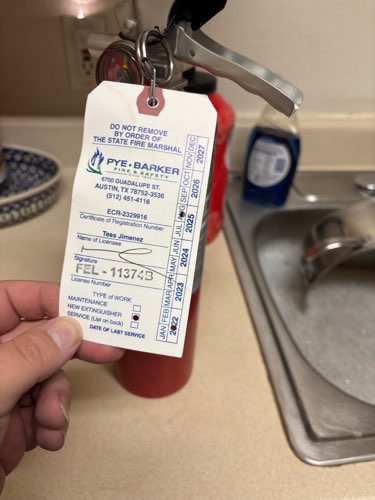 DO NOT REMOVE
BY ORDER OF
THE STATE FIRE MARSHAL
PYE•BARKER
FIRE & SAFETY
6700 GUADALUPE ST.
AUSTIN, TX 78752-3536
(512) 451-4116
ECR-2329916
Certificate of Registration Number
Tess Jimenez
Name of Licensee
Signature
FEL - 11374B
License Number
TYPE of WORK
MAINTENANCE
NEW EXTINGUISHER
SERVICE (List on back)
DATE OF LAST SERVICE
JAN FEB MAR APR MAY JUN JUL AUG SEP OCT NOV DEC
2022 2023 2024 2025 2026 2027